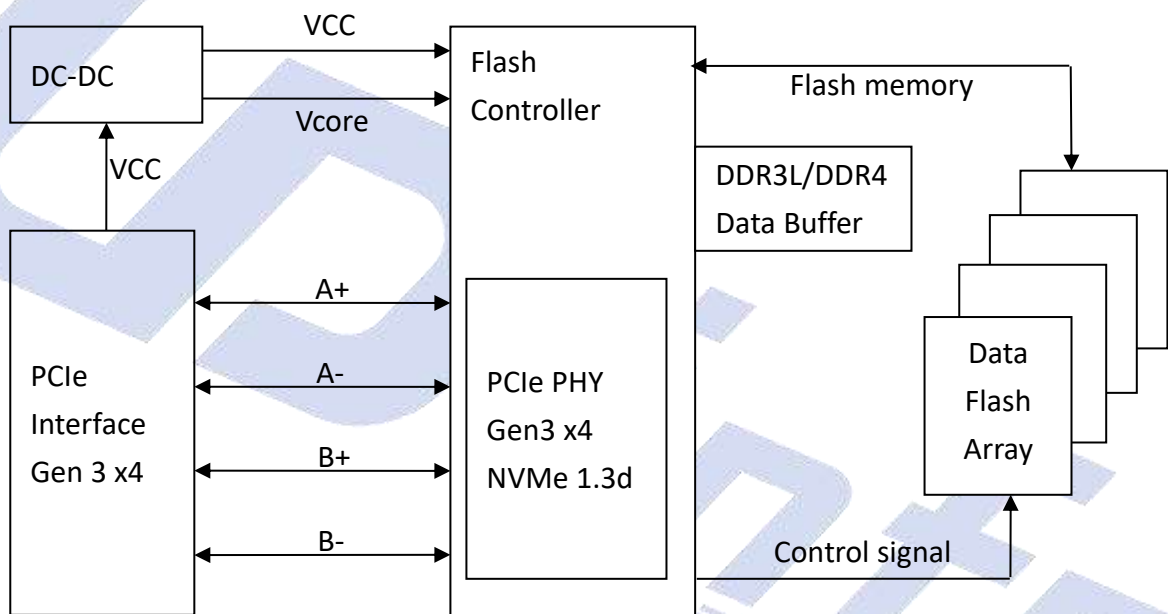 VCC
DC-DC
Vcore
VCC
Flash
Controller
Flash memory
DDR3L/DDR4
Data Buffer
PCIe
Interface
Gen 3 x4
A+
A-
B+
B-
PCIe PHY
Gen3 x4
NVMe 1.3d
Data
Flash
Array
Control signal